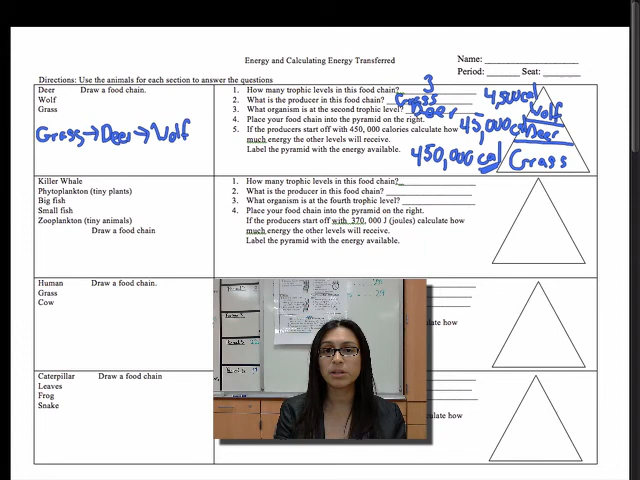 Energy and Calculating Energy Transferred
Name:
Period: Seat:
Directions: Use the animals for each section to answer the questions
Deer Draw a food chain.
Wolf
Grass
Grass → Deer → Wolf
1. How many trophic levels in this food chain? 3
2. What is the producer in this food chain? Grass
3. What organism is at the second trophic level? Deer
4. Place your food chain into the pyramid on the right.
5. If the producers start off with 450, 000 calories calculate how
much energy the other levels will receive.
Label the pyramid with the energy available.
4,500 cal Wolf
45,000 cal Deer
450,000 cal Grass
Killer Whale
Phytoplankton (tiny plants)
Big fish
Small fish
Zooplankton (tiny animals)
Draw a food chain
1. How many trophic levels in this food chain?
2. What is the producer in this food chain?
3. What organism is at the fourth trophic level?
4. Place your food chain into the pyramid on the right.
If the producers start off with 370, 000 J (joules) calculate how
much energy the other levels will receive.
Label the pyramid with the energy available.
Human Draw a food chain.
Grass
Cow
ulate how
Caterpillar Draw a food chain
Leaves
Frog
Snake
ulate how